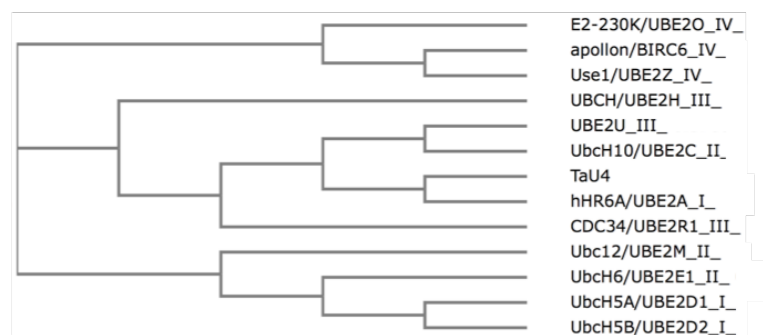 E2-230K/UBE2O_IV_
apollon/BIRC6_IV_
Use1/UBE2Z_IV_
UBCH/UBE2H_III_
UBE2U_III_
UbcH10/UBE2C_II_
TaU4
hHR6A/UBE2A_I_
CDC34/UBE2R1_III_
Ubc12/UBE2M_II_
UbcH6/UBE2E1_II_
UbcH5A/UBE2D1_I_
UbcH5B/UBE2D2_I_